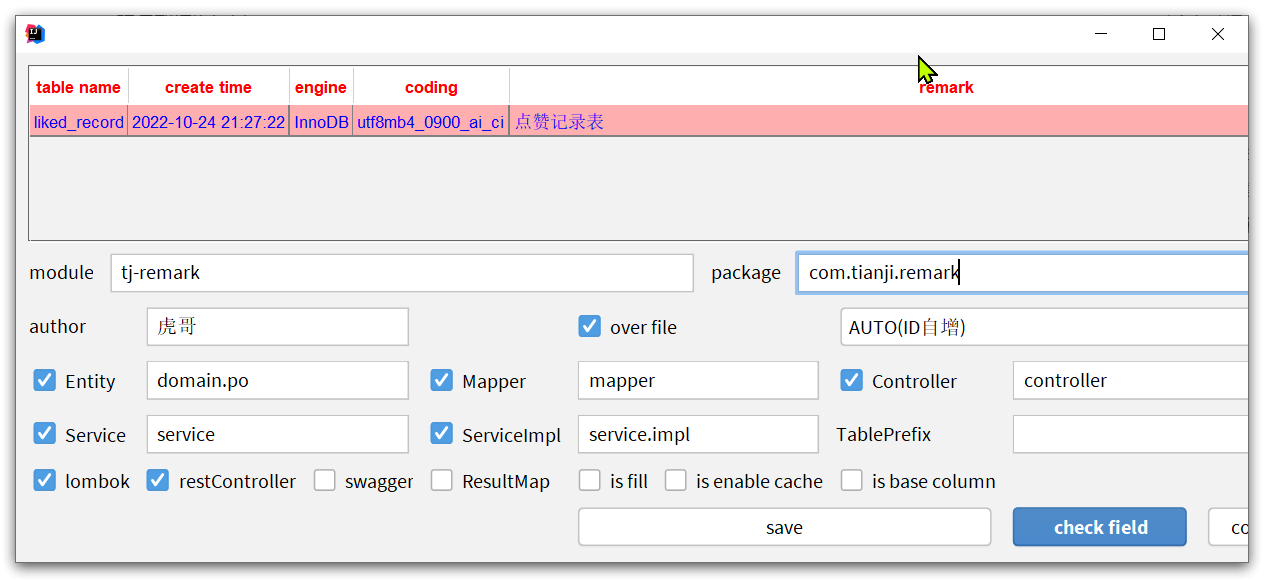 table name create time engine coding remark
liked_record 2022-10-24 21:27:22 InnoDB utf8mb4_0900_ai_ci 点赞记录表
module tj-remark package com.tianji.remark
author 虎哥 over file AUTO(ID自增)
Entity domain.po Mapper mapper Controller controller
Service service ServiceImpl service.impl TablePrefix
lombok restController swagger ResultMap is fill is enable cache is base column
save check field co